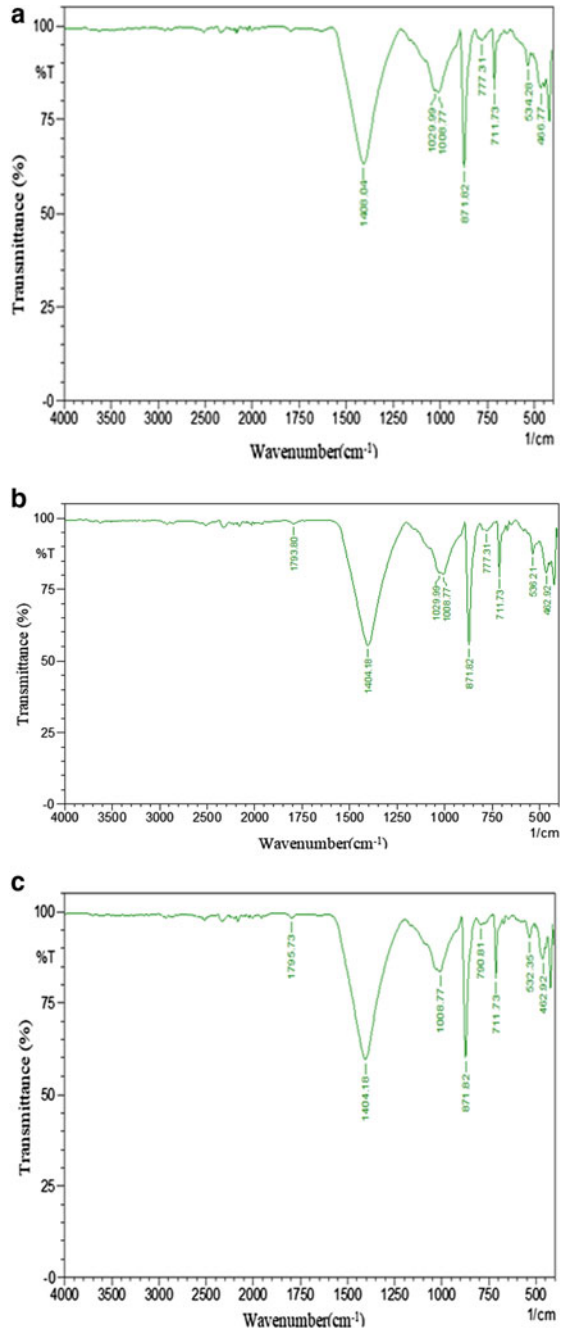 a
100
%T
75
50
25
-0
Transmittance (%)
1408.04
1029.99
1008.77
871.82
777.31
711.73
534.28
466.77
4000 3500 3000 2500 2000 1750 1500 1250 1000 750 500
1/cm
Wavenumber(cm-1)
b
100
%T
75
50
25
-0
Transmittance (%)
1793.80
1404.18
1029.99
1008.77
871.82
777.31
711.73
536.21
462.92
4000 3500 3000 2500 2000 1750 1500 1250 1000 750 500
1/cm
Wavenumber(cm-1)
c
100
%T
75
50
25
-0
Transmittance (%)
1795.73
1404.18
1008.77
871.82
790.81
711.73
532.35
462.92
4000 3500 3000 2500 2000 1750 1500 1250 1000 750 500
1/cm
Wavenumber(cm-1)